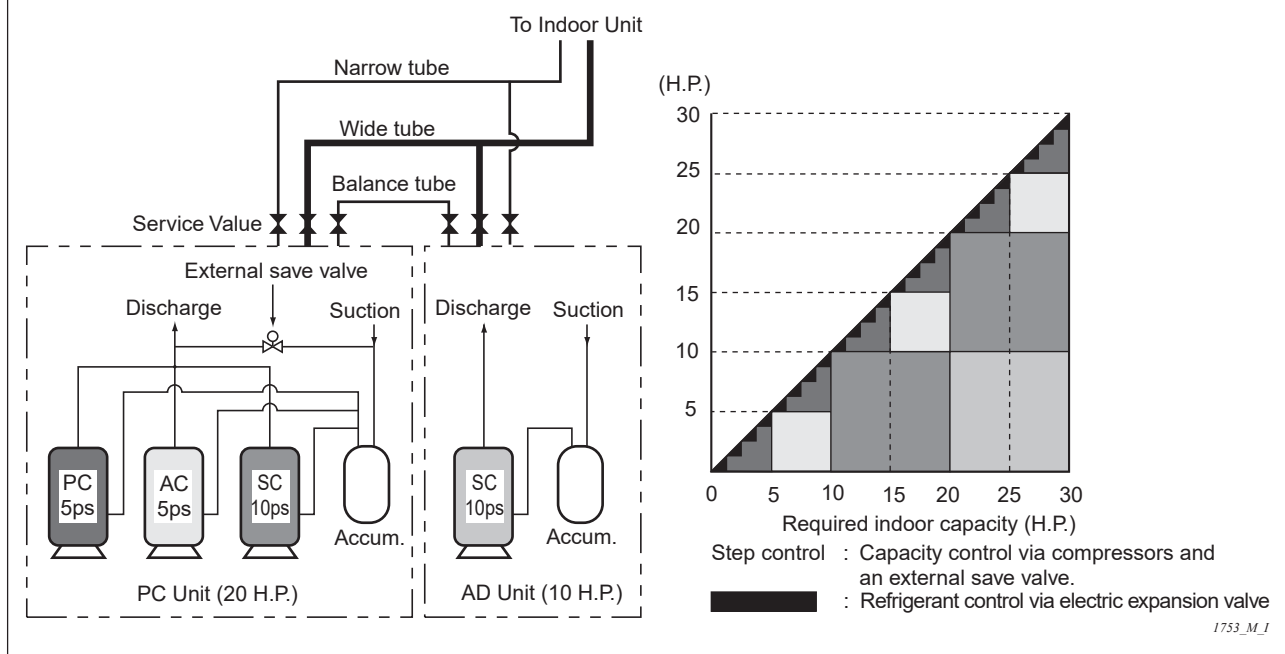 To Indoor Unit
Narrow tube
Wide tube
Balance tube
Service Value
External save valve
Discharge
Suction
PC
5ps
AC
5ps
SC
10ps
Accum.
PC Unit (20 H.P.)
Discharge
Suction
SC
10ps
Accum.
AD Unit (10 H.P.)
(H.P.)
30
25
20
15
10
5
0 5 10 15 20 25 30
Required indoor capacity (H.P.)
Step control : Capacity control via compressors and
an external save valve.
: Refrigerant control via electric expansion valve
1753_M_I